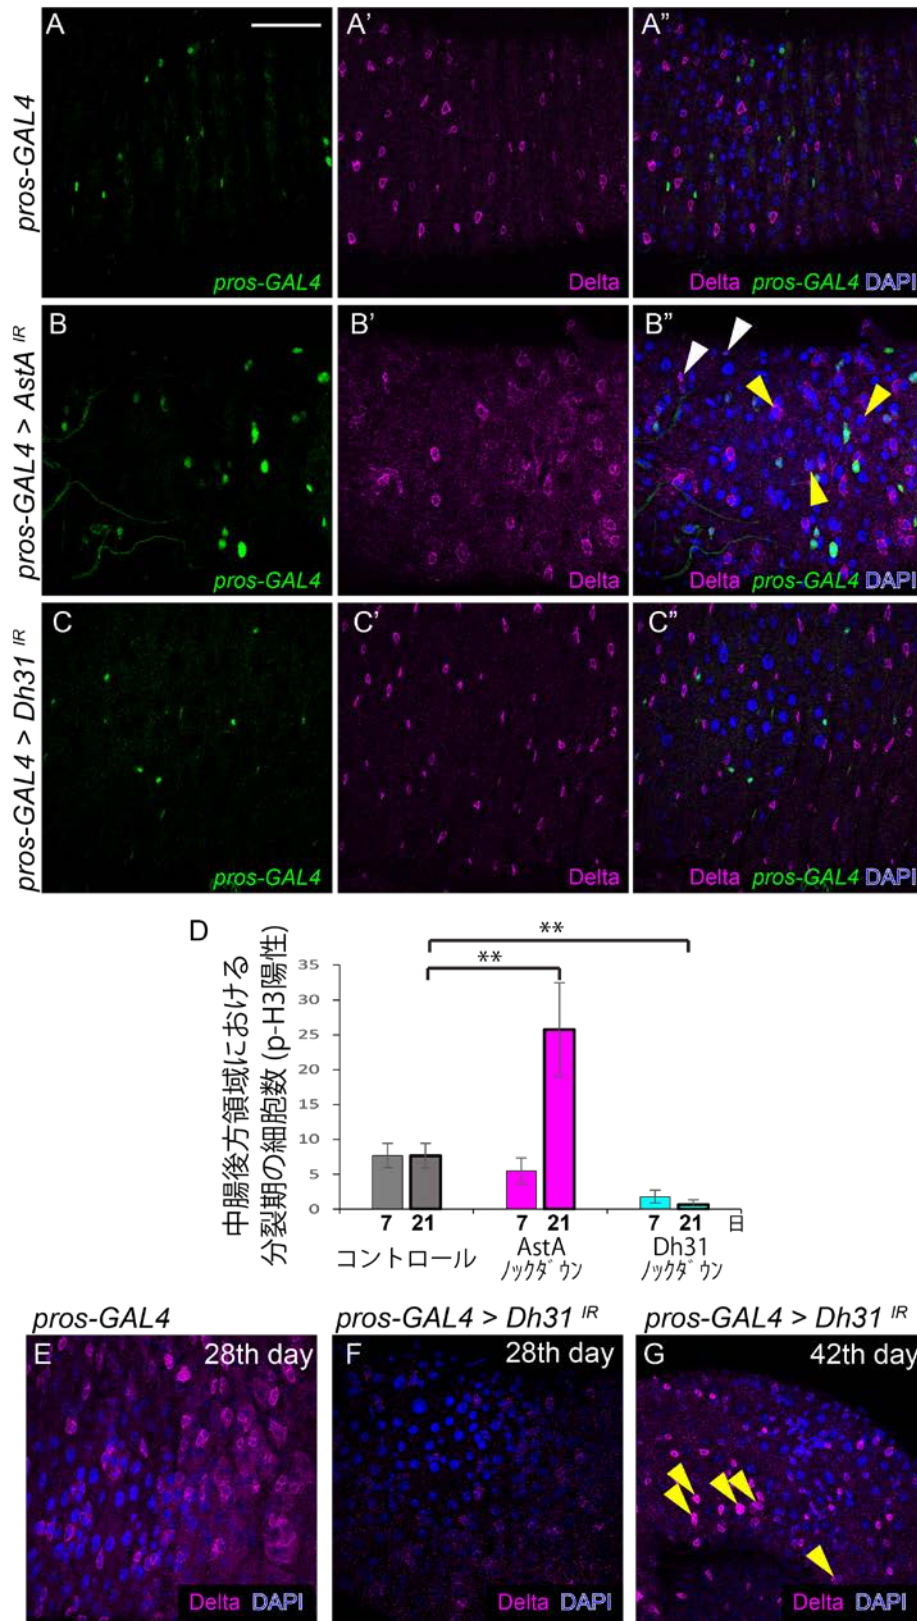 A
A'
A"
pros-GAL4
pros-GAL4
Delta
Delta pros-GAL4 DAPI
B
B'
B"
pros-GAL4 > AstA IR
pros-GAL4
Delta
Delta pros-GAL4 DAPI
C
C'
C"
pros-GAL4 > Dh31 IR
pros-GAL4
Delta
Delta pros-GAL4 DAPI
D
中腸後方領域における
分裂期の細胞数 (p-H3陽性)
**
**
35
30
25
20
15
10
5
0
7 21 7 21 7 21 日
コントロール
AstA
ノックダウン
Dh31
ノックダウン
pros-GAL4
pros-GAL4 > Dh31 IR
pros-GAL4 > Dh31 IR
E 28th day
F 28th day
G 42th day
Delta DAPI
Delta DAPI
Delta DAPI